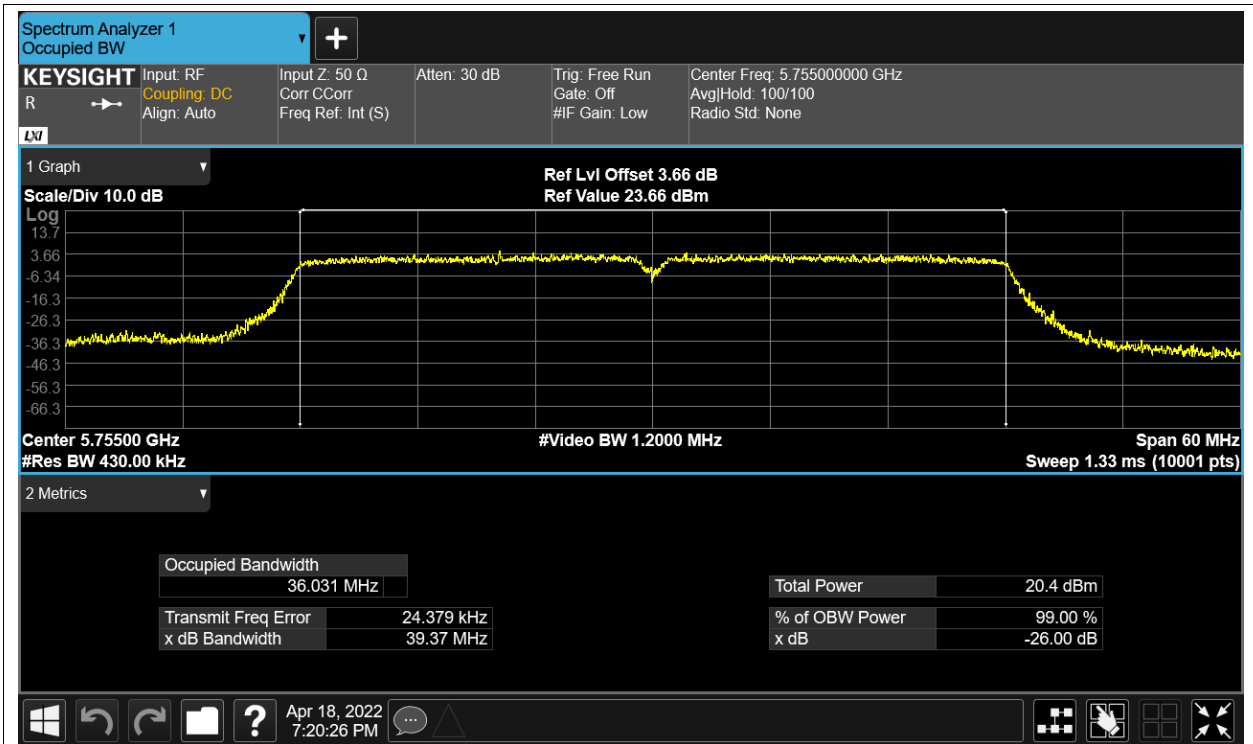 Spectrum Analyzer 1
Occupied BW
KEYSIGHT
R
LXI
Input: RF
Coupling: DC
Align: Auto
Input Z: 50 Ω
Corr CCorr
Freq Ref: Int (S)
Atten: 30 dB
Trig: Free Run
Gate: Off
#IF Gain: Low
Center Freq: 5.755000000 GHz
Avg|Hold: 100/100
Radio Std: None
1 Graph
Scale/Div 10.0 dB
Ref Lvl Offset 3.66 dB
Ref Value 23.66 dBm
Log
13.7
3.66
-6.34
-16.3
-26.3
-36.3
-46.3
-56.3
-66.3
Center 5.75500 GHz
#Video BW 1.2000 MHz
Span 60 MHz
#Res BW 430.00 kHz
Sweep 1.33 ms (10001 pts)
2 Metrics
Occupied Bandwidth
36.031 MHz
Total Power 20.4 dBm
Transmit Freq Error 24.379 kHz
% of OBW Power 99.00 %
x dB Bandwidth 39.37 MHz
x dB -26.00 dB
?
Apr 18, 2022
7:20:26 PM